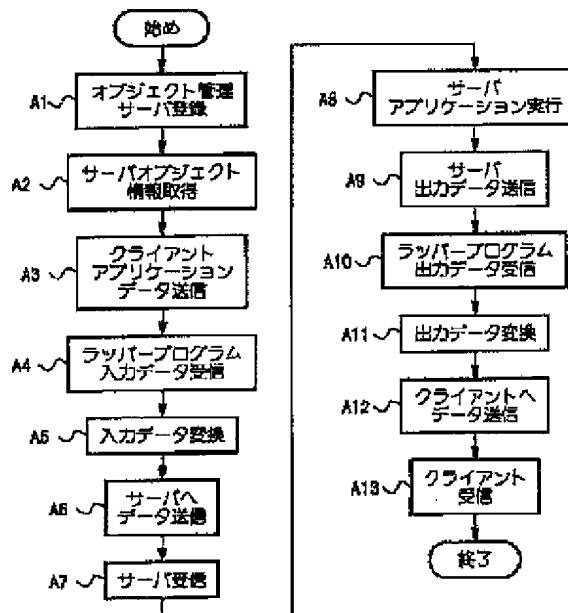 始め
A1
オブジェクト管理
サーバ登録
A2
サーバオブジェクト
情報取得
A3
クライアント
アプリケーション
データ送信
A4
ラッパープログラム
入力データ受信
A5
入力データ変換
A6
サーバへ
データ送信
A7
サーバ受信
A8
サーバ
アプリケーション実行
A9
サーバ
出力データ送信
A10
ラッパープログラム
出力データ受信
A11
出力データ変換
A12
クライアントへ
データ送信
A13
クライアント
受信
終了